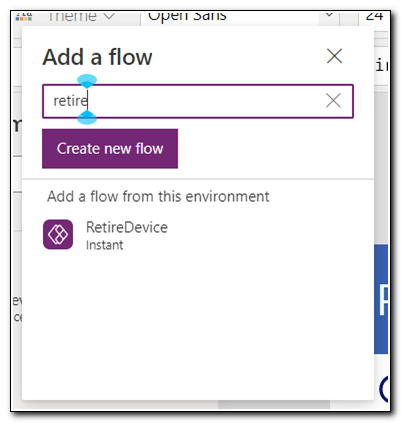 Theme
Open Sans
24
Add a flow
retire
Create new flow
Add a flow from this environment
RetireDevice
Instant